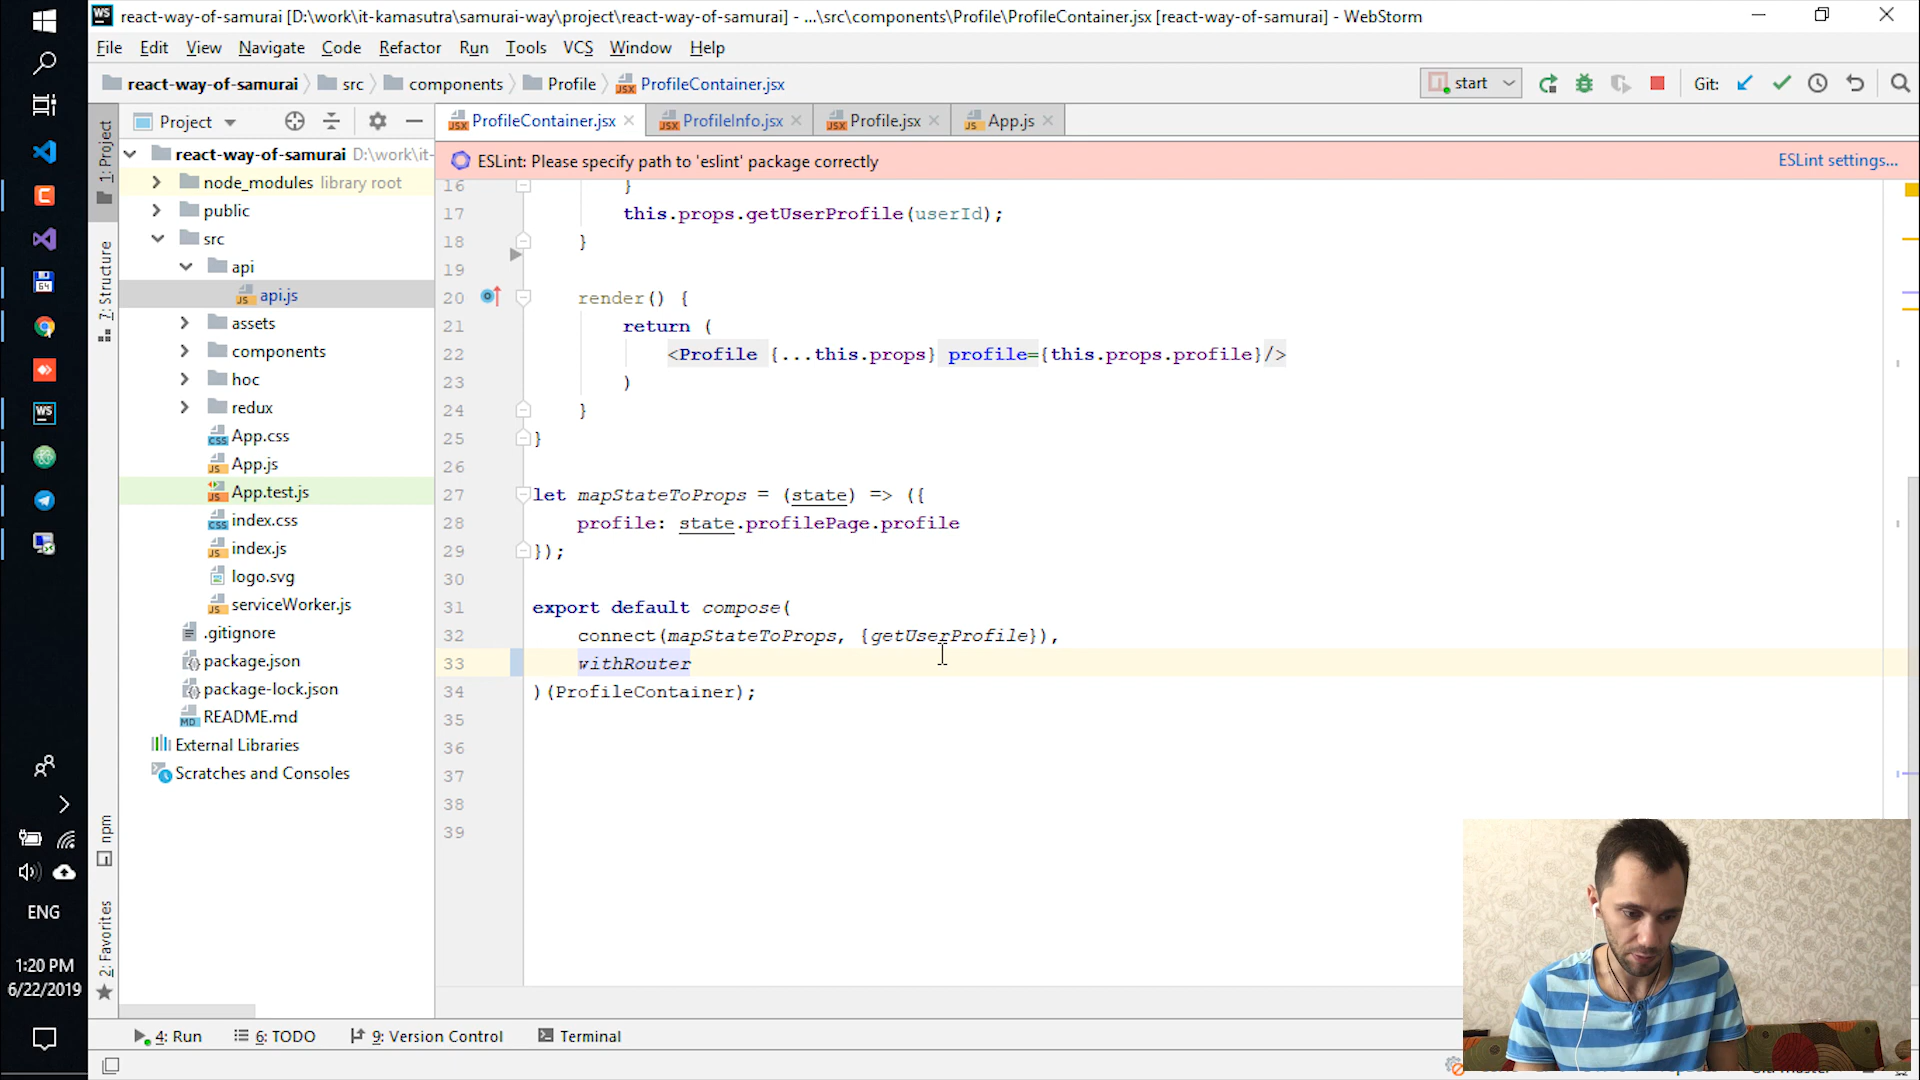 react-way-of-samurai [D:\work\it-kamasutra\samurai-way\project\react-way-of-samurai] - ...\src\components\Profile\ProfileContainer.jsx [react-way-of-samurai] - WebStorm
File Edit View Navigate Code Refactor Run Tools VCS Window Help
react-way-of-samurai src components Profile ProfileContainer.jsx start Git:
Project
ProfileContainer.jsx ProfileInfo.jsx Profile.jsx App.js
ESLint: Please specify path to 'eslint' package correctly ESLint settings...
1: Project
7: Structure
npm
2: Favorites
react-way-of-samurai D:\work\it-
node_modules library root
public
src
api
api.js
assets
components
hoc
redux
App.css
App.js
App.test.js
index.css
index.js
logo.svg
serviceWorker.js
.gitignore
package.json
package-lock.json
README.md
External Libraries
Scratches and Consoles
16 }
17 this.props.getUserProfile(userId);
18 }
19
20 render() {
21 return (
22 <Profile {...this.props} profile={this.props.profile}/>
23 )
24 }
25 }
26
27 let mapStateToProps = (state) => ({
28 profile: state.profilePage.profile
29 });
30
31 export default compose(
32 connect(mapStateToProps, {getUserProfile}),
33 withRouter
34 )(ProfileContainer);
35
36
37
38
39
ENG
1:20 PM
6/22/2019
4: Run 6: TODO 9: Version Control Terminal